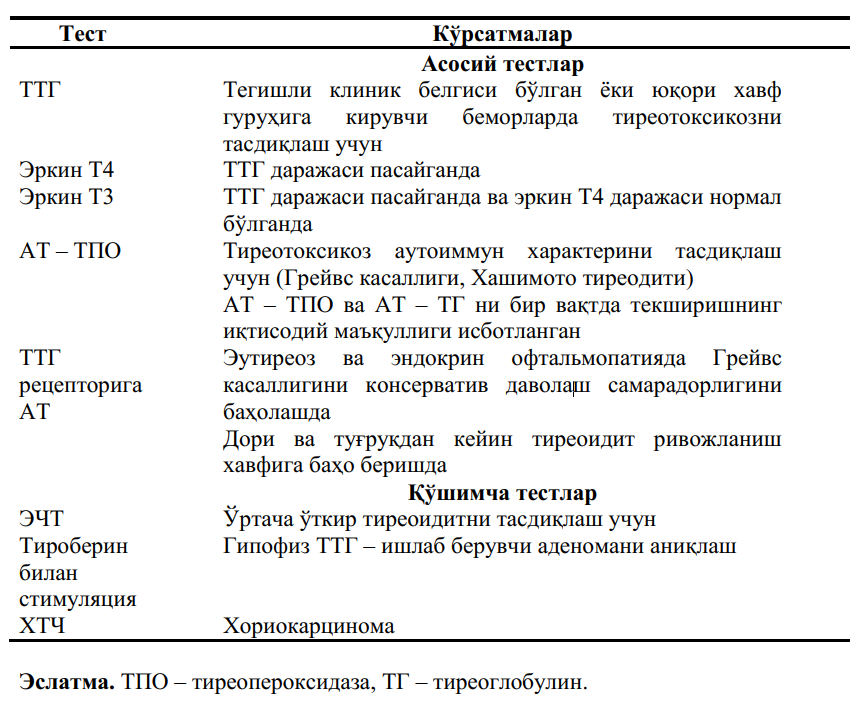 Тест Кўрсатмалар
Асосий тестлар
ТТГ Тегишли клиник белгиси бўлган ёки юқори хавф
гуруҳига кирувчи беморларда тиреотоксикозни
тасдиқлаш учун
Эркин Т4 ТТГ даражаси пасайганда
Эркин Т3 ТТГ даражаси пасайганда ва эркин Т4 даражаси нормал
бўлганда
АТ – ТПО Тиреотоксикоз аутоиммун характерини тасдиқлаш
учун (Грейвс касаллиги, Хашимото тиреодити)
АТ – ТПО ва АТ – ТГ ни бир вақтда текширишнинг
иқтисодий маъқуллиги исботланган
ТТГ Эутиреоз ва эндокрин офтальмопатияда Грейвс
рецепторига касаллигини консерватив даволаш самарадорлигини
АТ баҳолашда
Дори ва туғруқдан кейин тиреоидит ривожланиш
хавфига баҳо беришда
Қўшимча тестлар
ЭЧТ Ўртача ўткир тиреоидитни тасдиқлаш учун
Тироберин Гипофиз ТТГ – ишлаб берувчи аденомани аниқлаш
билан
стимуляция
ХТЧ Хориокарцинома
Эслатма. ТПО – тиреопероксидаза, ТГ – тиреоглобулин.